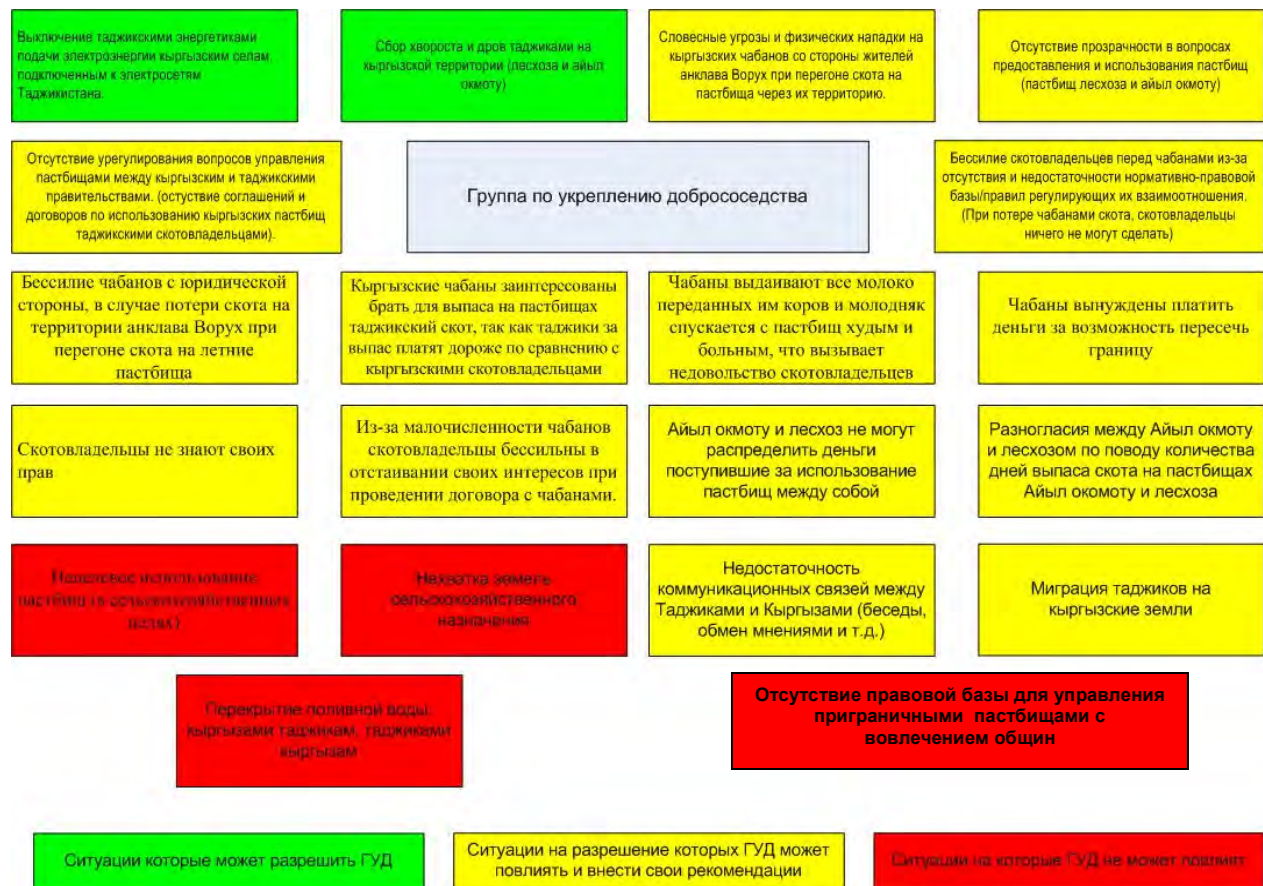 Выключение таджикскими энергетиками
подачи электроэнергии кыргызским селам,
подключенным к электросетям
Таджикистана.
Сбор хвороста и дров таджиками на
кыргызской территории (лесхоза и айыл
окмоту)
Словесные угрозы и физических нападки на
кыргызских чабанов со стороны жителей
анклава Ворух при перегоне скота на
пастбища через их территорию.
Отсутствие прозрачности в вопросах
предоставления и использования пастбищ
(пастбищ лесхоза и айыл окмоту)
Отсутствие урегулирования вопросов управления
пастбищами между кыргызским и таджикскими
правительствами. (остуствие соглашений и
договоров по использованию кыргызских пастбищ
таджикскими скотовладельцами).
Группа по укреплению добрососедства
Бессилие скотовладельцев перед чабанами из-за
отсутствия и недостаточности нормативно-правовой
базы/правил регулирующих их взаимоотношения.
(При потере чабанами скота, скотовладельцы
ничего не могут сделать)
Бессилие чабанов с юридической
стороны, в случае потери скота на
территории анклава Ворух при
перегоне скота на летние
пастбища
Кыргызские чабаны заинтересованы
брать для выпаса на пастбищах
таджикский скот, так как таджики за
выпас платят дороже по сравнению с
кыргызскими скотовладельцами
Чабаны выдаивают все молоко
переданных им коров и молодняк
спускается с пастбищ худым и
больным, что вызывает
недовольство скотовладельцев
Чабаны вынуждены платить
деньги за возможность пересечь
границу
Скотовладельцы не знают своих
прав
Из-за малочисленности чабанов
скотовладельцы бессильны в
отстаивании своих интересов при
проведении договора с чабанами.
Айыл окмоту и лесхоз не могут
распределить деньги
поступившие за использование
пастбищ между собой
Разногласия между Айыл окмоту
и лесхозом по поводу количества
дней выпаса скота на пастбищах
Айыл окомоту и лесхоза
Нецелевое использование
пастбищ (в сельскохозяйственных
целях)
Нехватка земель
сельскохозяйственного
назначения
Недостаточность
коммуникационных связей между
Таджиками и Кыргызами (беседы,
обмен мнениями и т.д.)
Миграция таджиков на
кыргызские земли
Перекрытие поливной воды,
кыргызами таджикам, таджиками
кыргызам
Отсутствие правовой базы для управления
приграничными пастбищами с
вовлечением общин
Ситуации которые может разрешить ГУД
Ситуации на разрешение которых ГУД может
повлиять и внести свои рекомендации
Ситуации на которые ГУД не может повлият